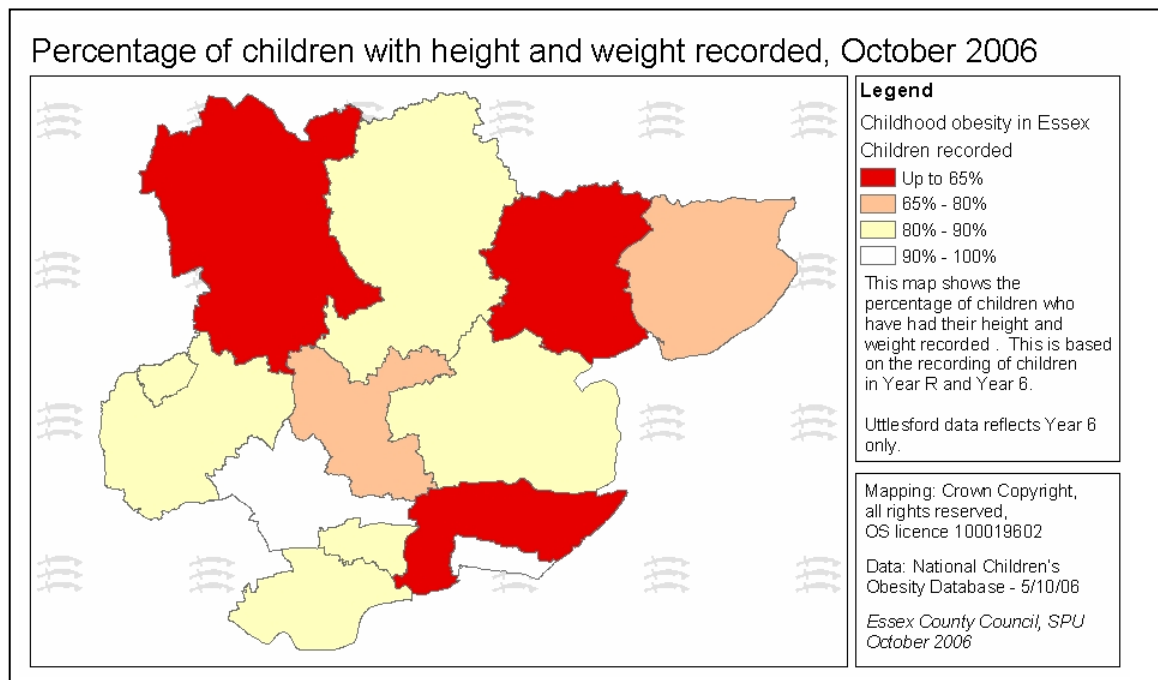 Percentage of children with height and weight recorded, October 2006
Legend
Childhood obesity in Essex
Children recorded
Up to 65%
65% - 80%
80% - 90%
90% - 100%
This map shows the
percentage of children who
have had their height and
weight recorded . This is based
on the recording of children
in Year R and Year 6.
Uttlesford data reflects Year 6
only.
Mapping: Crown Copyright,
all rights reserved,
OS licence 100019602
Data: National Children's
Obesity Database - 5/10/06
Essex County Council, SPU
October 2006